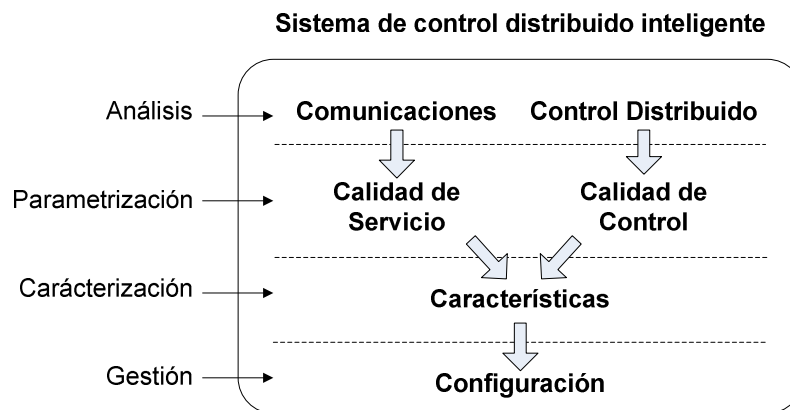 Sistema de control distribuido inteligente
Análisis
Comunicaciones
Control Distribuido
Parametrización
Calidad de
Servicio
Calidad de
Control
Carácterización
Características
Gestión
Configuración